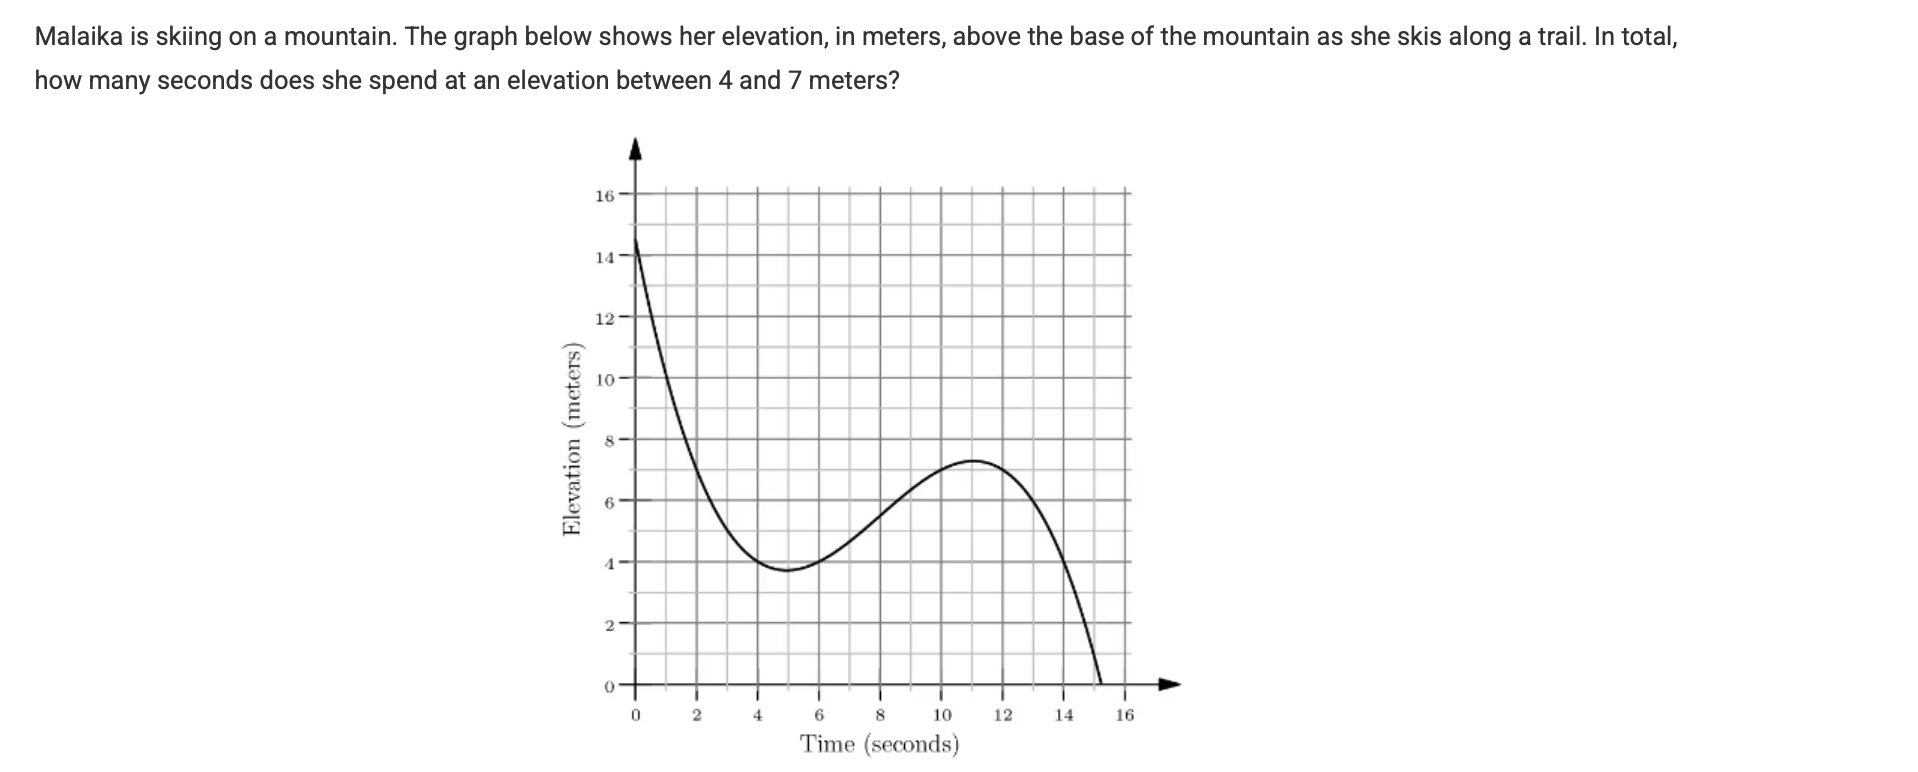 Malaika is skiing on a mountain. The graph below shows her elevation, in meters, above the base of the mountain as she skis along a trail. In total,
how many seconds does she spend at an elevation between 4 and 7 meters?
16
14
12
10
8
6
4
2
0
Elevation (meters)
0 2 4 6 8 10 12 14 16
Time (seconds)